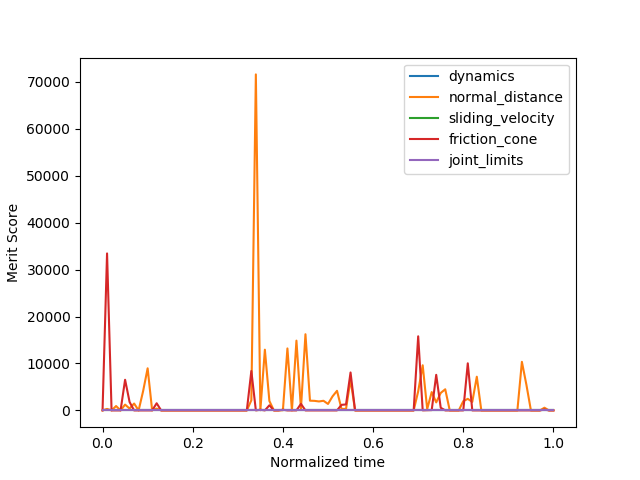 dynamics
normal_distance
sliding_velocity
friction_cone
joint_limits
70000
60000
50000
40000
30000
20000
10000
0
Merit Score
0.0 0.2 0.4 0.6 0.8 1.0
Normalized time